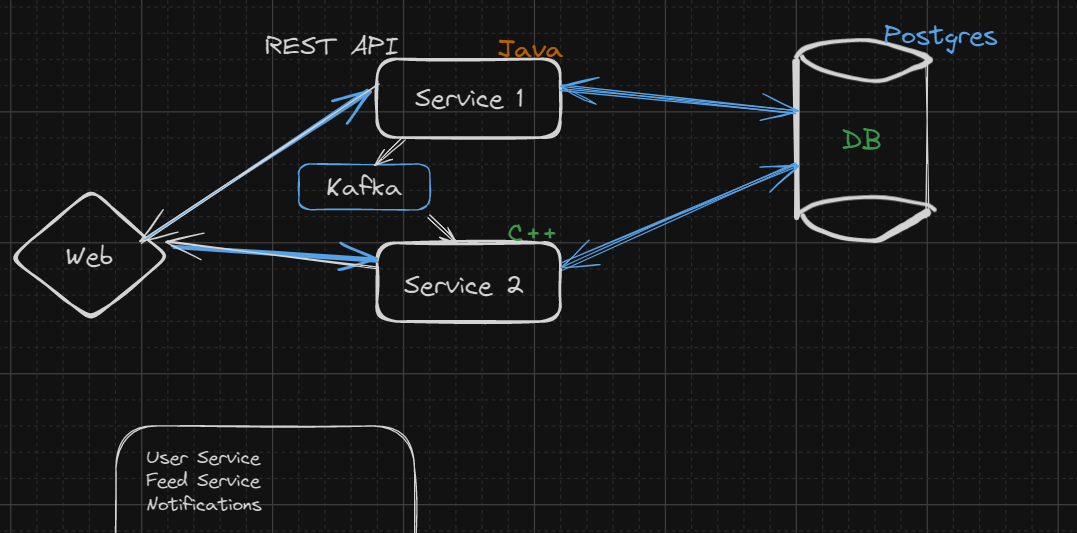 REST API
Java
Postgres
Service 1
DB
Kafka
C++
Web
Service 2
User Service
Feed Service
Notifications